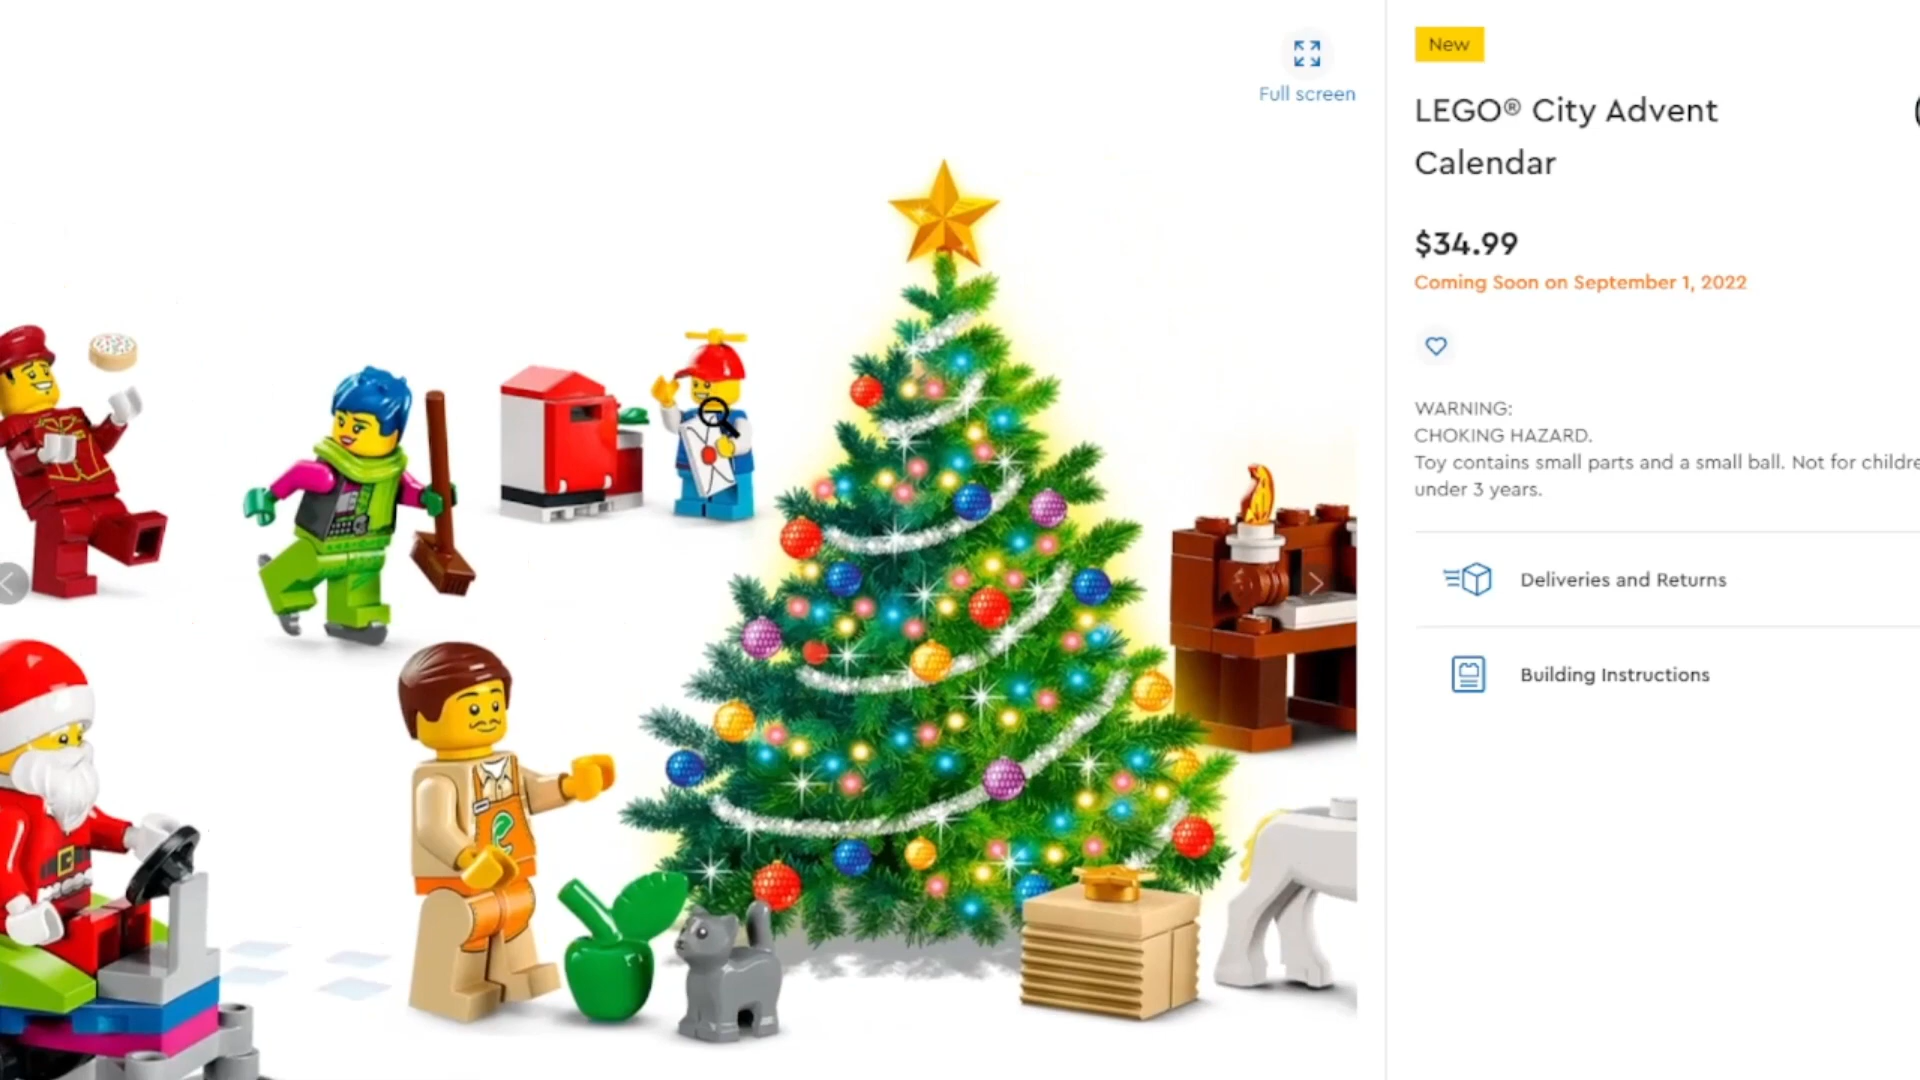 Full screen
New
LEGO® City Advent
Calendar
$34.99
Coming Soon on September 1, 2022
WARNING:
CHOKING HAZARD.
Toy contains small parts and a small ball. Not for childre
under 3 years.
Deliveries and Returns
Building Instructions